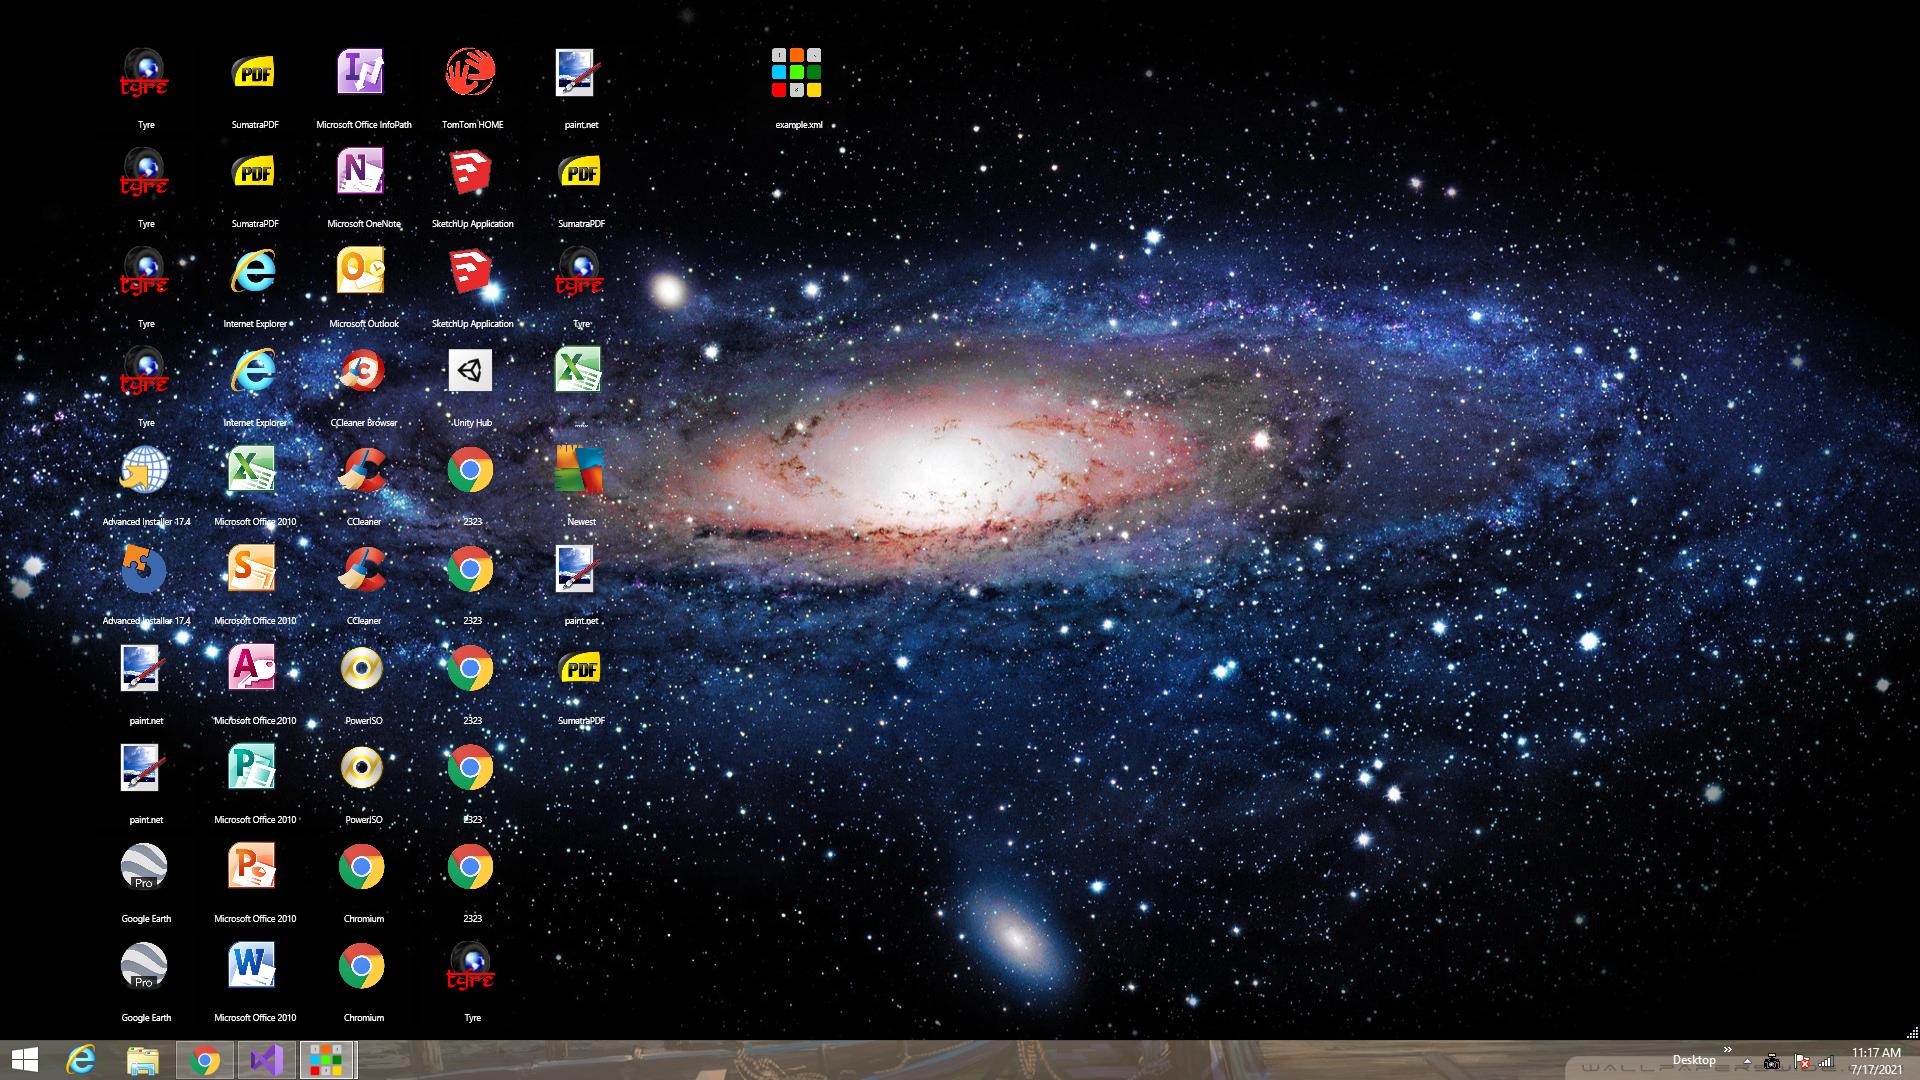 Tyre SumatraPDF Microsoft Office InfoPath TomTom HOME paint.net example.xml
Tyre SumatraPDF Microsoft OneNote SketchUp Application SumatraPDF
Tyre Internet Explorer Microsoft Outlook SketchUp Application Tyre
Tyre Internet Explorer CCleaner Browser Unity Hub
Advanced Installer 17.4 Microsoft Office 2010 CCleaner 2323 Newest
Advanced Installer 17.4 Microsoft Office 2010 CCleaner 2323 paint.net
paint.net Microsoft Office 2010 PowerISO 2323 SumatraPDF
paint.net Microsoft Office 2010 PowerISO 2323
Pro
Google Earth Microsoft Office 2010 Chromium 2323
Pro
Google Earth Microsoft Office 2010 Chromium Tyre
Desktop
11:17 AM
7/17/2021